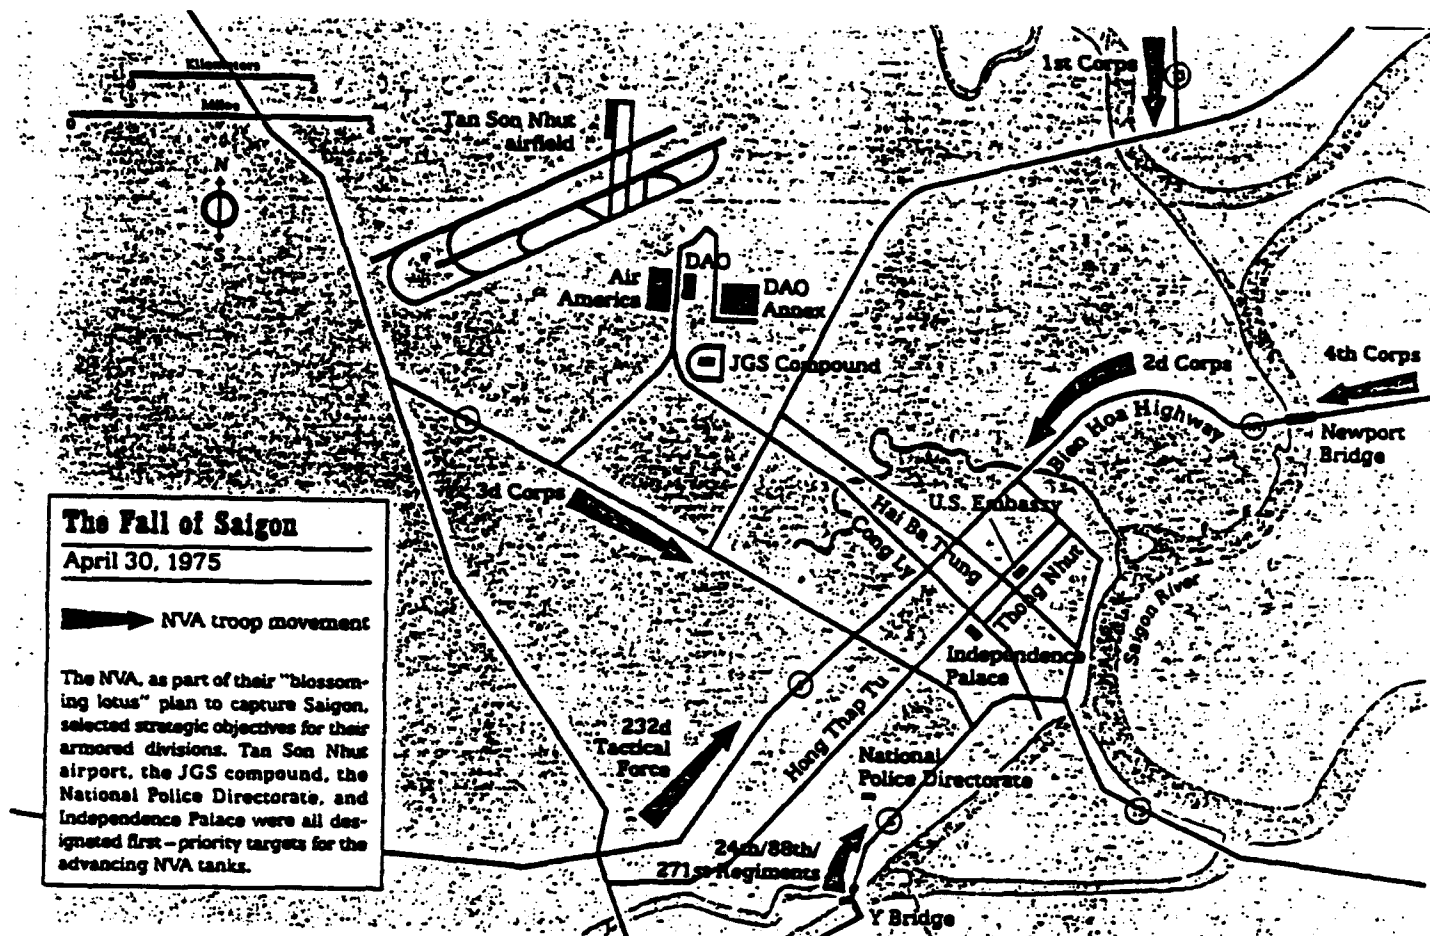 Kilometers
0 2
Miles
0 2
N
S
Tan Son Nhut
airfield
1st Corps
DAO
Air
America
DAO
Annex
JGS Compound
2d Corps
4th Corps
Bien Hoa Highway
Newport
Bridge
3d Corps
U.S. Embassy
Hai Ba Trung
Cong Ly
Thong Nhut
Saigon River
Independence
Palace
Hong Thap Tu
232d
Tactical
Force
National
Police Directorate
24th/88th/
271st Regiments
Y Bridge
The Fall of Saigon
April 30, 1975
NVA troop movement
The NVA, as part of their "blossom-
ing lotus" plan to capture Saigon,
selected strategic objectives for their
armored divisions. Tan Son Nhut
airport, the JGS compound, the
National Police Directorate, and
Independence Palace were all des-
ignated first-priority targets for the
advancing NVA tanks.